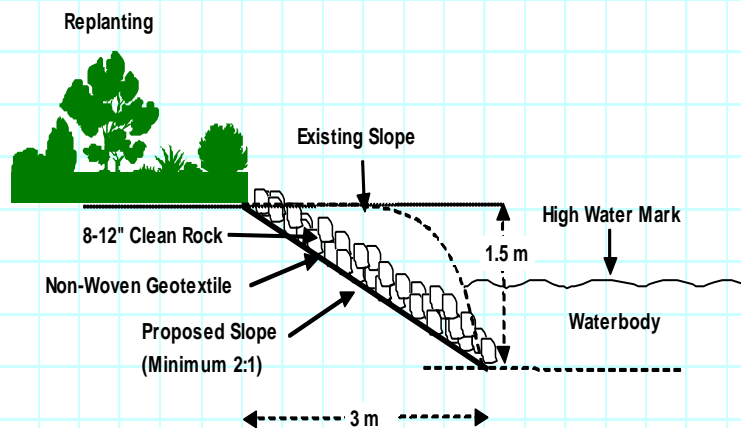 Replanting
Existing Slope
High Water Mark
8-12" Clean Rock
1.5 m
Non-Woven Geotextile
Waterbody
Proposed Slope
(Minimum 2:1)
3 m